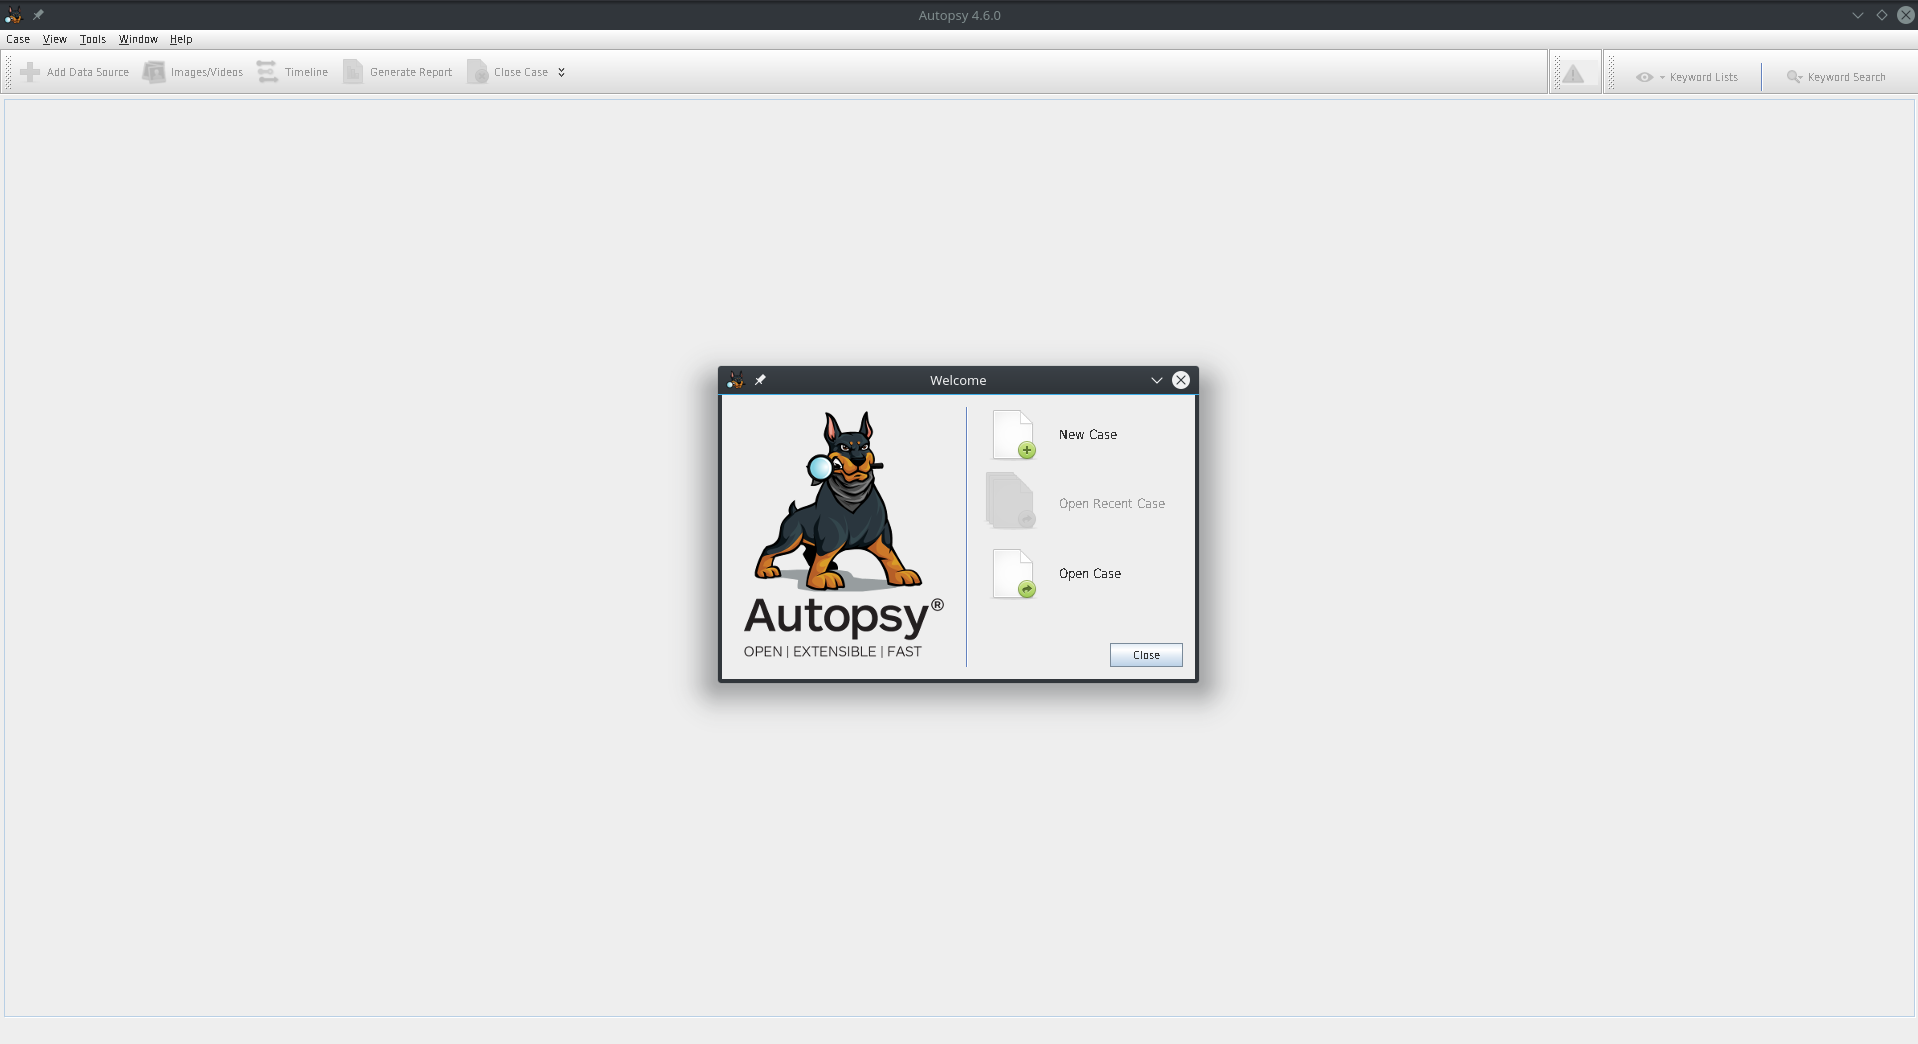 Autopsy 4.6.0
Case View Tools Window Help
Add Data Source Images/Videos Timeline Generate Report Close Case Keyword Lists Keyword Search
Welcome
New Case
Open Recent Case
Open Case
Autopsy®
OPEN | EXTENSIBLE | FAST
Close